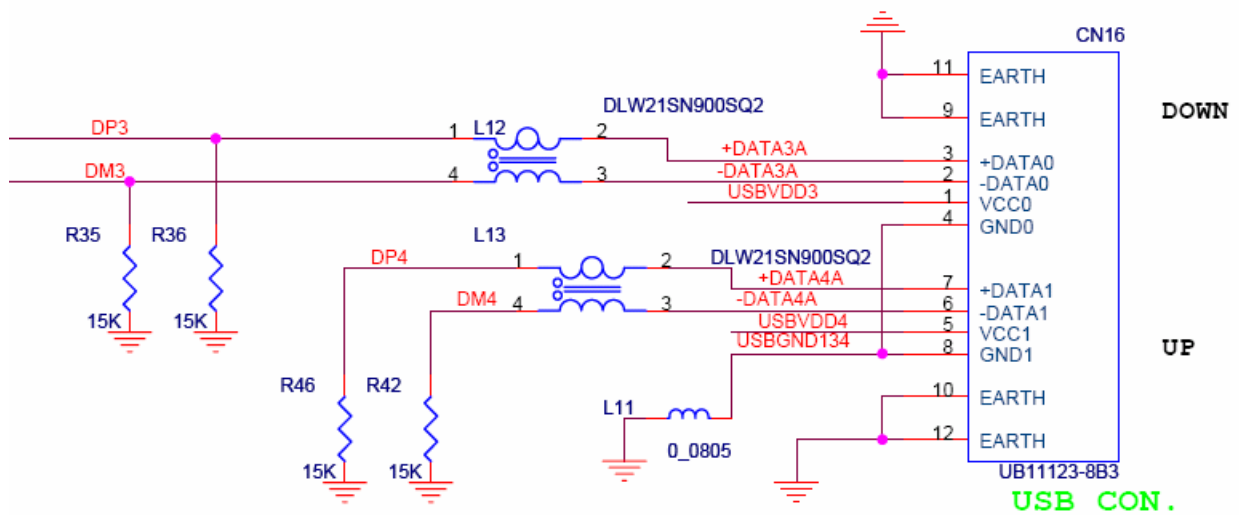 CN16
11 EARTH
DLW21SN900SQ2
9 EARTH
DOWN
DP3
1 L12 2
+DATA3A
3 +DATA0
DM3
4 3
-DATA3A
2 -DATA0
USBVDD3
1 VCC0
4 GND0
R35 R36
L13
DP4
1 2
DLW21SN900SQ2
+DATA4A
7 +DATA1
DM4
4 3
-DATA4A
6 -DATA1
15K 15K
USBVDD4
5 VCC1
USBGND134
8 GND1
UP
R46 R42
10 EARTH
L11
12 EARTH
0_0805
15K 15K
UB11123-8B3
USB CON.